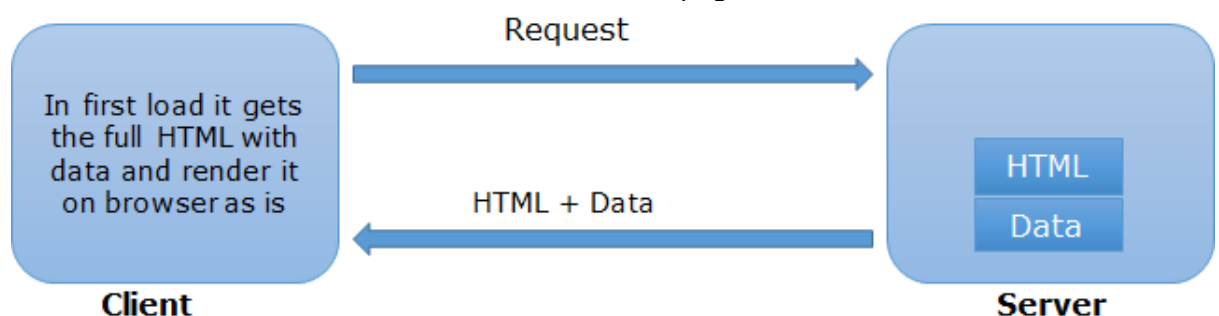 Request
In first load it gets
the full HTML with
data and render it
on browser as is
HTML
HTML + Data
Data
Client
Server